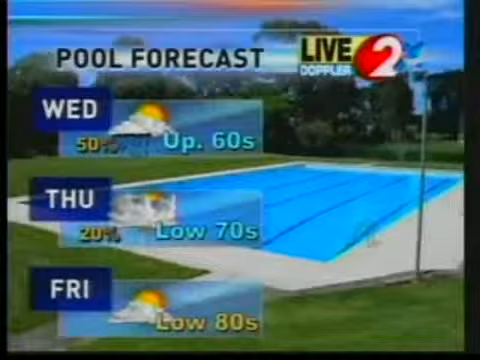 POOL FORECAST
LIVE 2
DOPPLER
WED
50% Up. 60s
THU
20% Low 70s
FRI
Low 80s